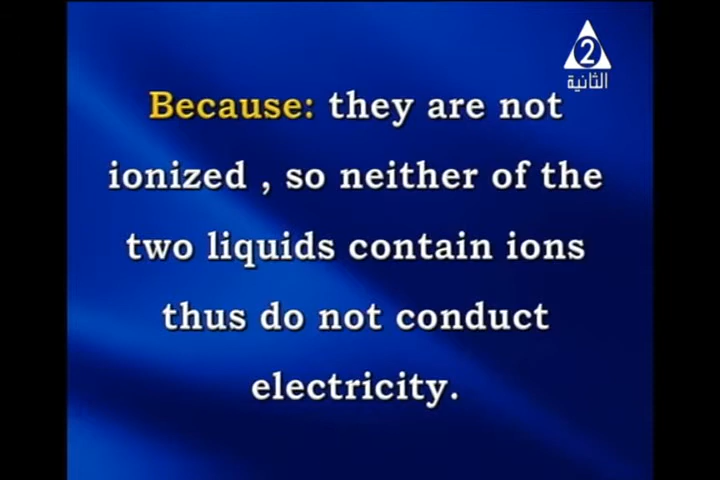 2
الثانية
Because: they are not
ionized , so neither of the
two liquids contain ions
thus do not conduct
electricity.